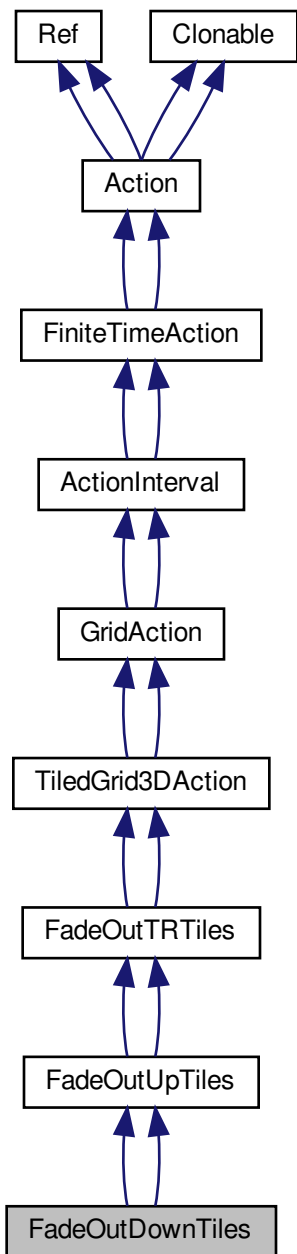 Ref
Clonable
Action
FiniteTimeAction
ActionInterval
GridAction
TiledGrid3DAction
FadeOutTRTiles
FadeOutUpTiles
FadeOutDownTiles